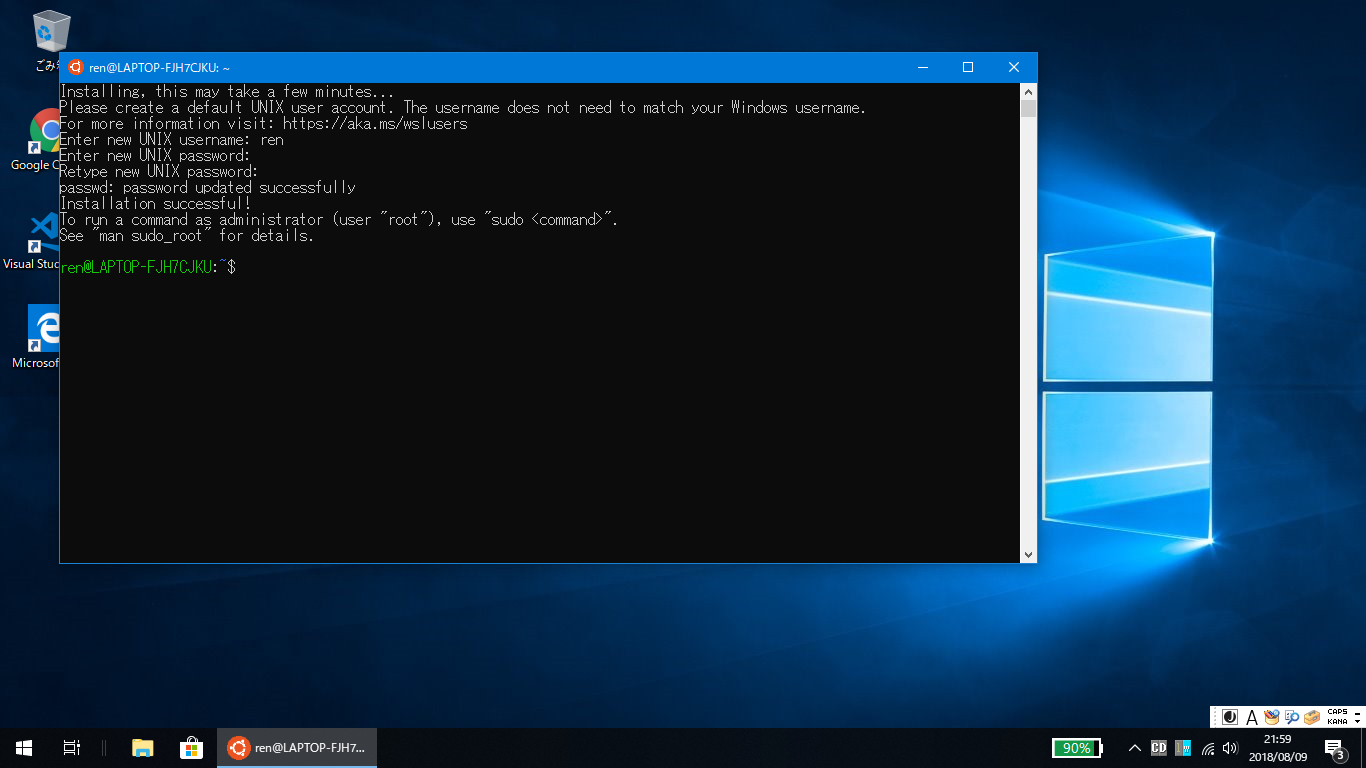 ごみ
ren@LAPTOP-FJH7CJKU: ~
Installing, this may take a few minutes...
Please create a default UNIX user account. The username does not need to match your Windows username.
For more information visit: https://aka.ms/wslusers
Enter new UNIX username: ren
Enter new UNIX password:
Retype new UNIX password:
passwd: password updated successfully
Installation successful!
To run a command as administrator (user "root"), use "sudo <command>".
See "man sudo_root" for details.
ren@LAPTOP-FJH7CJKU:~$
Google C
Visual Stud
Microsof
A
CAPS
KANA
ren@LAPTOP-FJH7...
90%
CD
21:59
2018/08/09
3